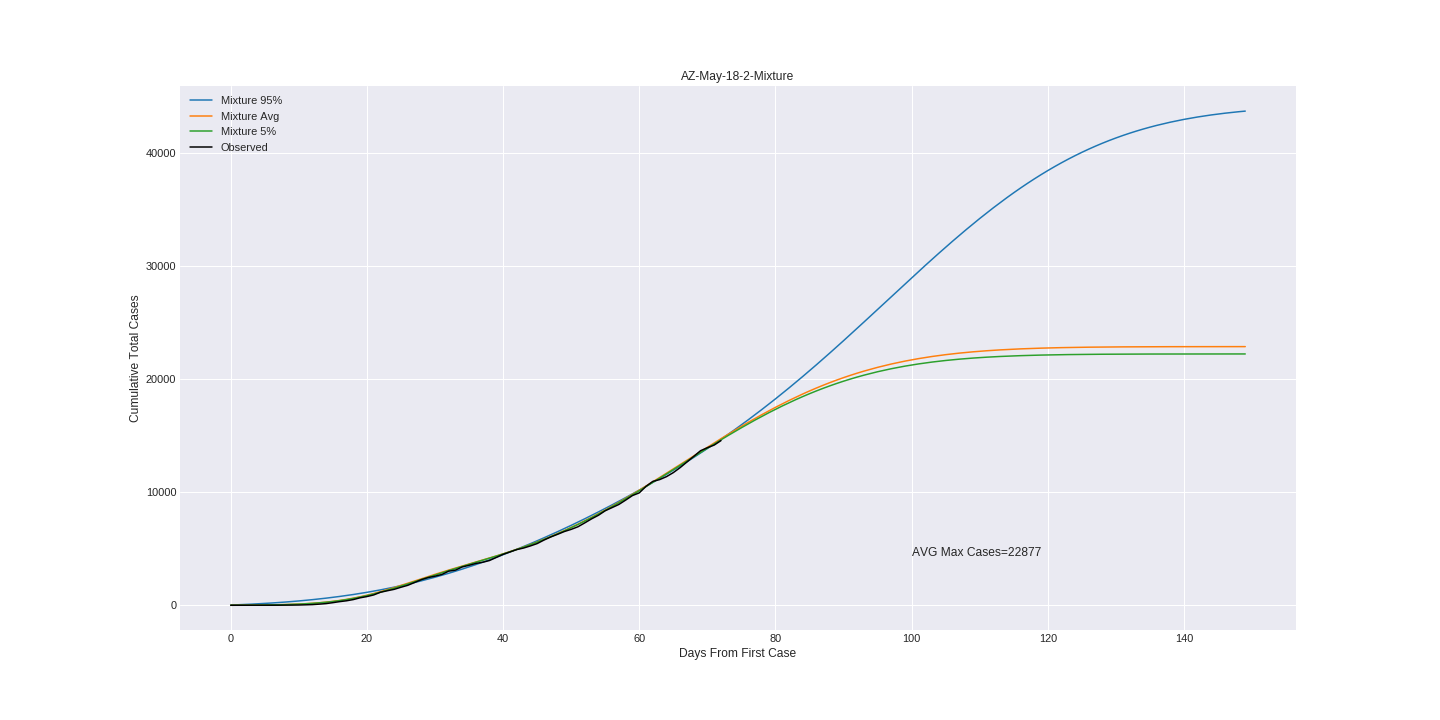 AZ-May-18-2-Mixture
Mixture 95%
Mixture Avg
Mixture 5%
Observed
40000
30000
20000
10000
0
Cumulative Total Cases
AVG Max Cases=22877
0 20 40 60 80 100 120 140
Days From First Case